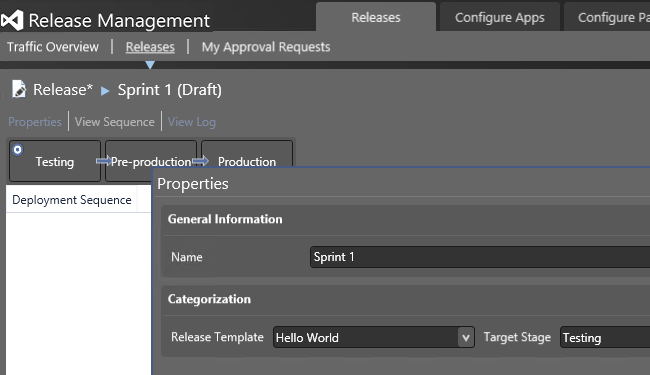 Release Management
Releases
Configure Apps
Configure Pa
Traffic Overview | Releases | My Approval Requests
Release* ▶ Sprint 1 (Draft)
Properties | View Sequence | View Log
Testing
Pre-production
Production
Deployment Sequence
Properties
General Information
Name
Sprint 1
Categorization
Release Template
Hello World
Target Stage
Testing